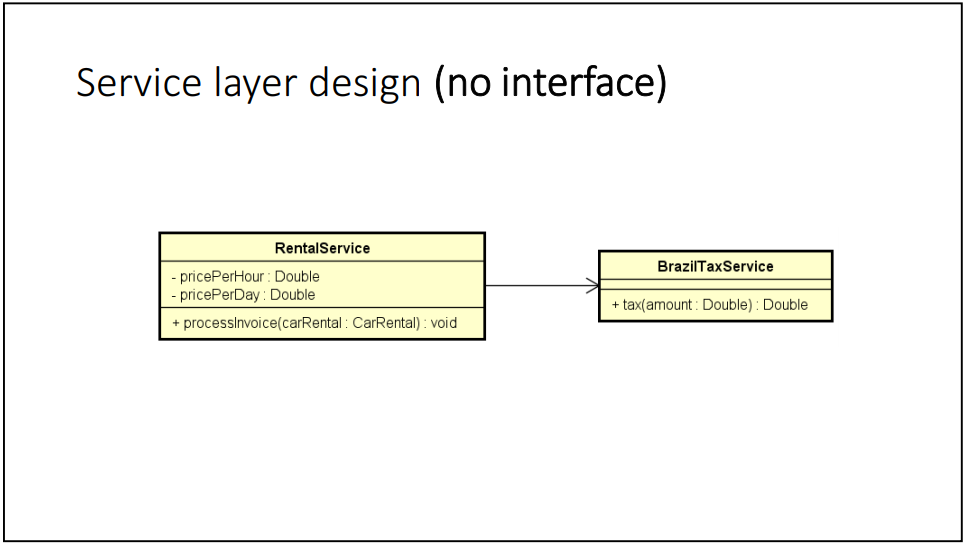 Service layer design (no interface)
RentalService
- pricePerHour : Double
- pricePerDay : Double
+ processInvoice(carRental : CarRental) : void
BrazilTaxService
+ tax(amount : Double) : Double